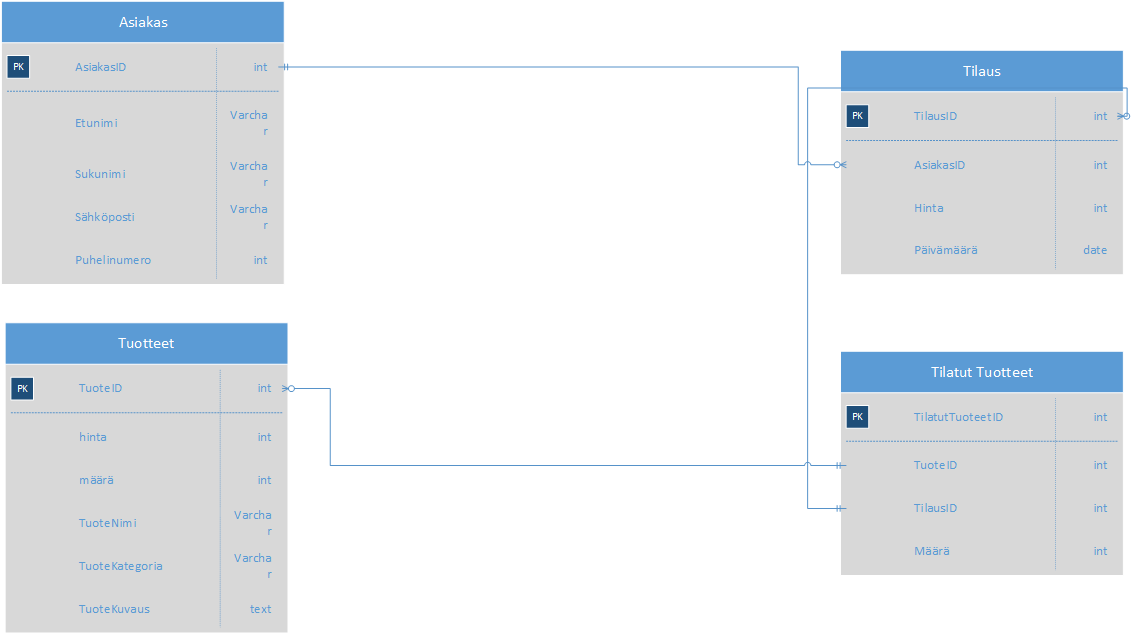 Asiakas
PK
AsiakasID
int
Etunimi
Varcha
r
Sukunimi
Varcha
r
Sähköposti
Varcha
r
Puhelinumero
int
Tilaus
PK
TilausID
int
AsiakasID
int
Hinta
int
Päivämäärä
date
Tuotteet
PK
TuoteID
int
hinta
int
määrä
int
TuoteNimi
Varcha
r
TuoteKategoria
Varcha
r
TuoteKuvaus
text
Tilatut Tuotteet
PK
TilatutTuoteetID
int
TuoteID
int
TilausID
int
Määrä
int